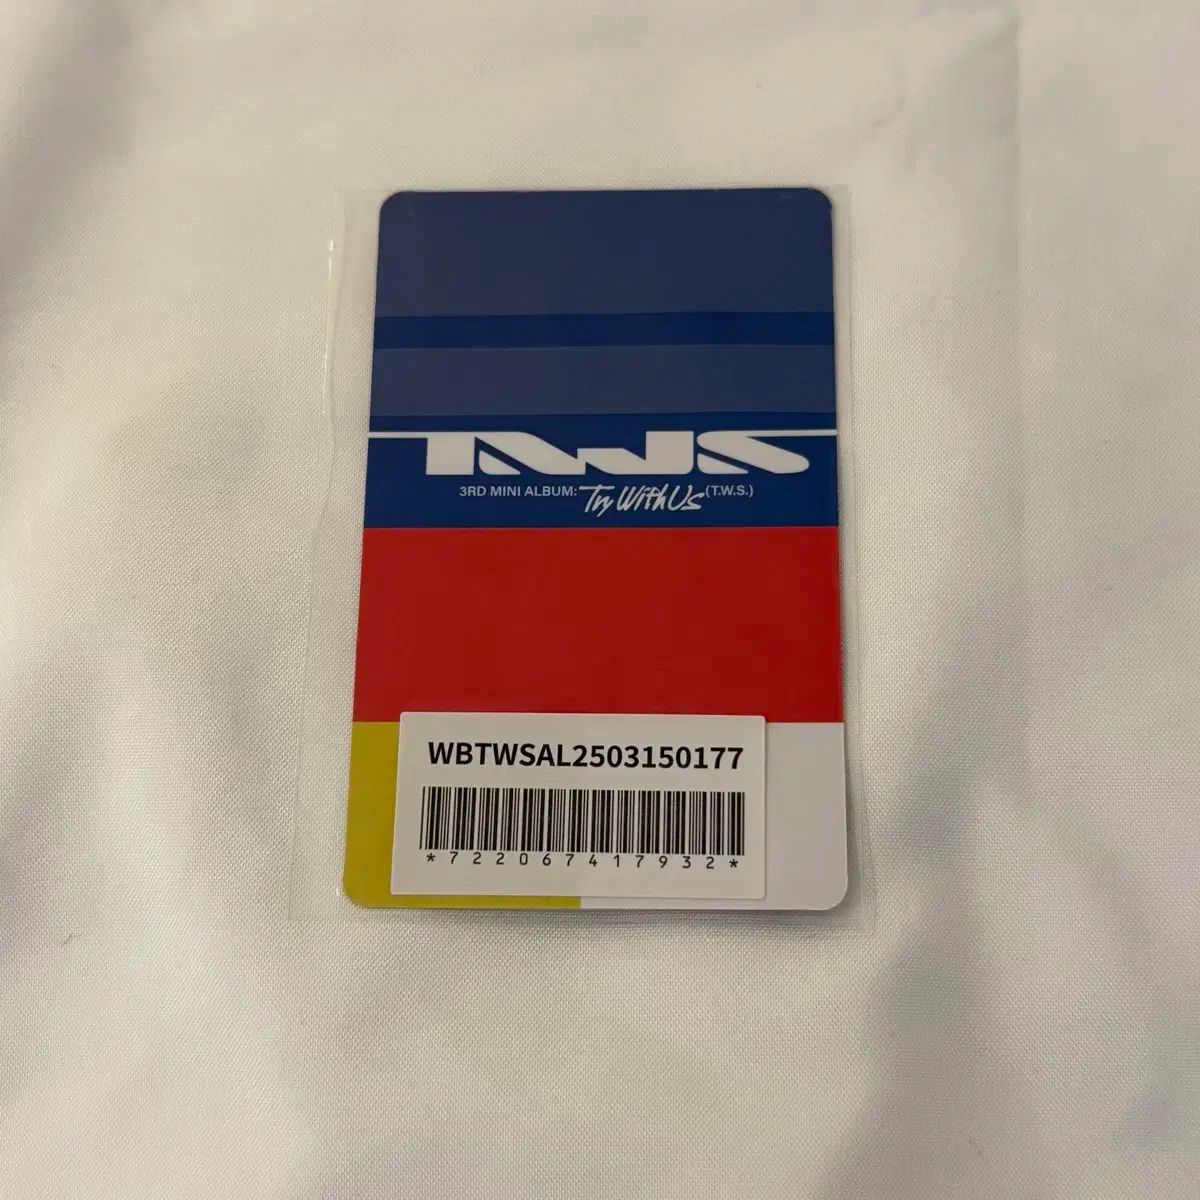 TWS
3RD MINI ALBUM: Try With Us (T.W.S.)
WBTWSAL2503150177
*722067417932*